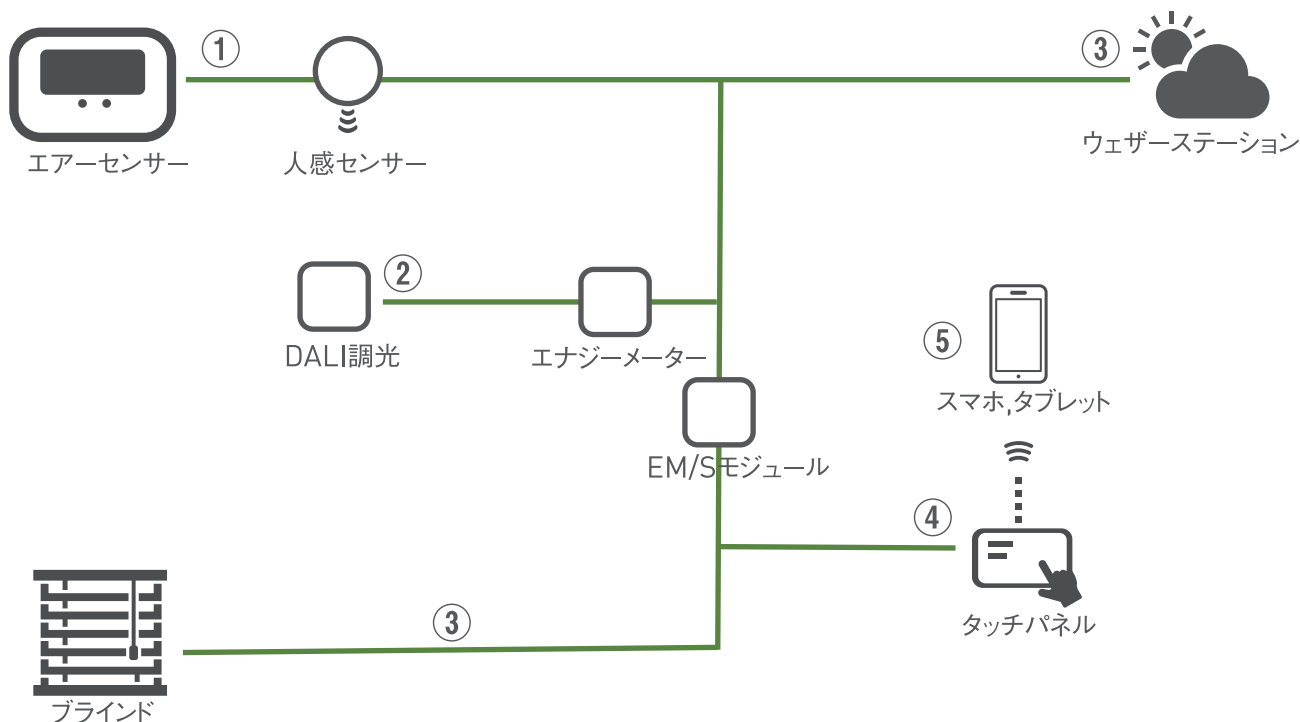 ①
③
エアーセンサー
人感センサー
ウェザーステーション
②
DALI調光
エナジーメーター
⑤
スマホ,タブレット
EM/Sモジュール
④
タッチパネル
③
ブラインド